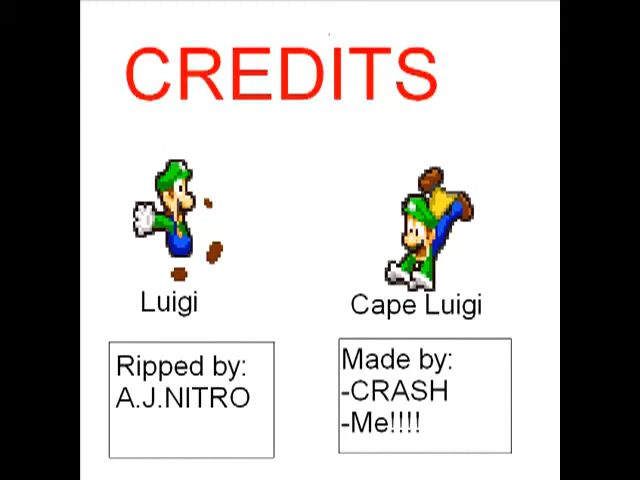 CREDITS
Luigi
Cape Luigi
Ripped by:
A.J.NITRO
Made by:
-CRASH
-Me!!!!